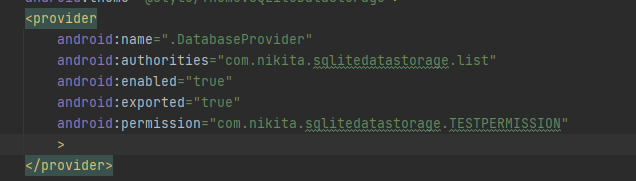 <provider
android:name=".DatabaseProvider"
android:authorities="com.nikita.sqlitedatastorage.list"
android:enabled="true"
android:exported="true"
android:permission="com.nikita.sqlitedatastorage.TESTPERMISSION"
>
</provider>